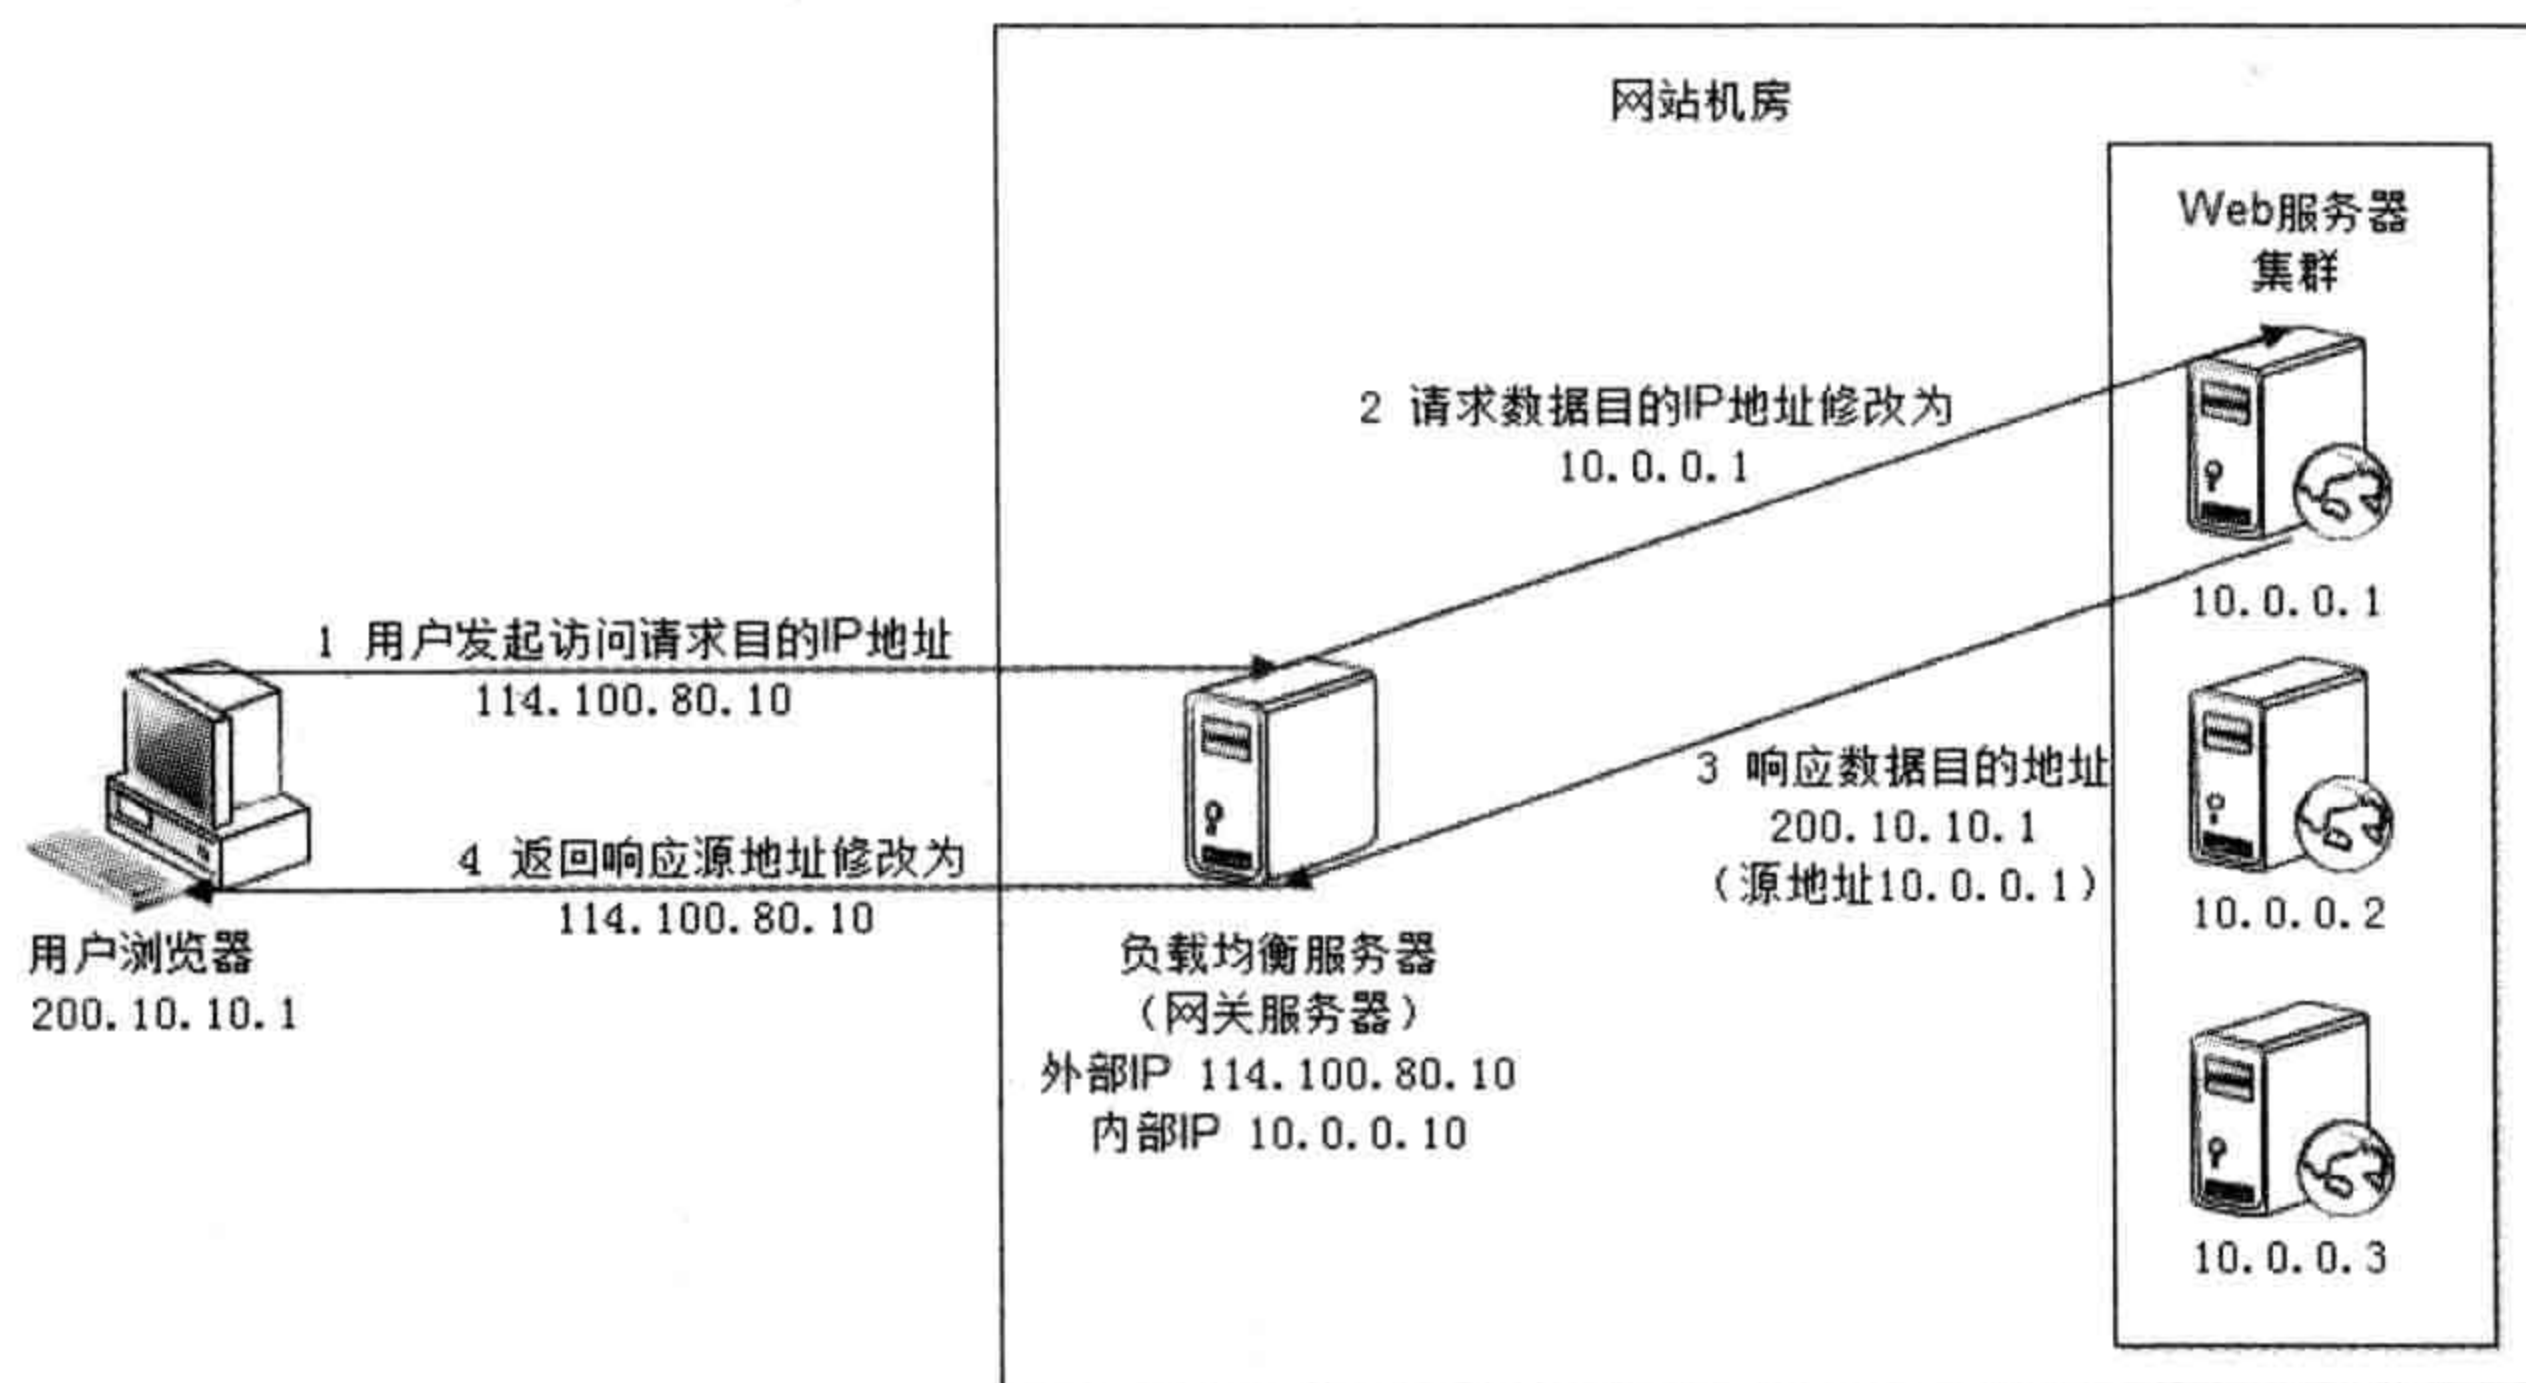 网站机房
Web服务器
集群
2 请求数据目的IP地址修改为
10.0.0.1
10.0.0.1
1 用户发起访问请求目的IP地址
114.100.80.10
3 响应数据目的地址
200.10.10.1
(源地址10.0.0.1)
4 返回响应源地址修改为
114.100.80.10
10.0.0.2
用户浏览器
200.10.10.1
负载均衡服务器
(网关服务器)
外部IP 114.100.80.10
内部IP 10.0.0.10
10.0.0.3